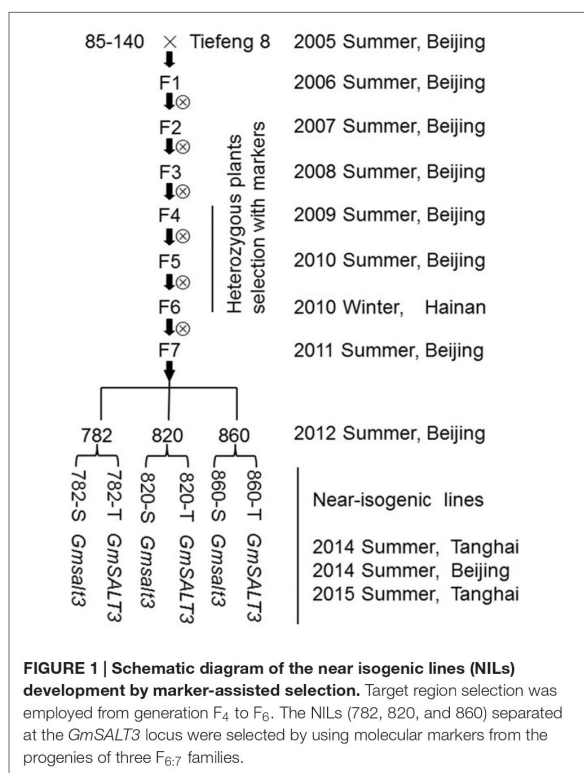 85-140 × Tiefeng 8 2005 Summer, Beijing
F1 2006 Summer, Beijing
⊗
F2 2007 Summer, Beijing
⊗
F3 2008 Summer, Beijing
⊗
F4 2009 Summer, Beijing
⊗
F5 2010 Summer, Beijing
⊗
F6 2010 Winter, Hainan
⊗
F7 2011 Summer, Beijing
Heterozygous plants
selection with markers
782 820 860 2012 Summer, Beijing
782-S Gmsalt3
782-T GmSALT3
820-S Gmsalt3
820-T GmSALT3
860-S Gmsalt3
860-T GmSALT3
Near-isogenic lines
2014 Summer, Tanghai
2014 Summer, Beijing
2015 Summer, Tanghai
FIGURE 1 | Schematic diagram of the near isogenic lines (NILs)
development by marker-assisted selection. Target region selection was
employed from generation F4 to F6. The NILs (782, 820, and 860) separated
at the GmSALT3 locus were selected by using molecular markers from the
progenies of three F6:7 families.